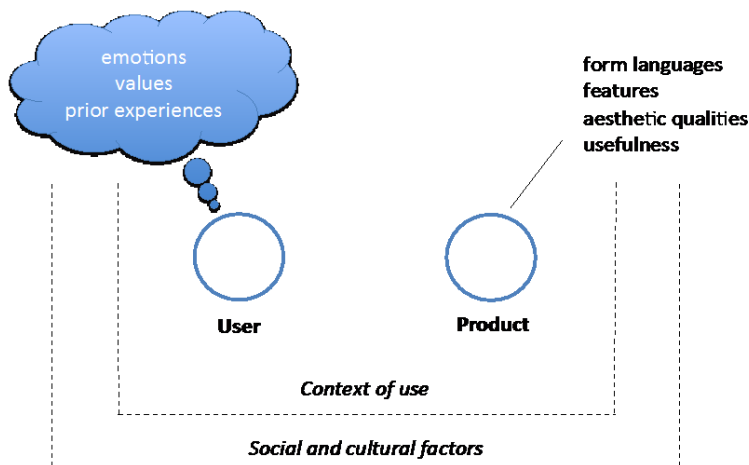 emotions
values
prior experiences
form languages
features
aesthetic qualities
usefulness
User
Product
Context of use
Social and cultural factors